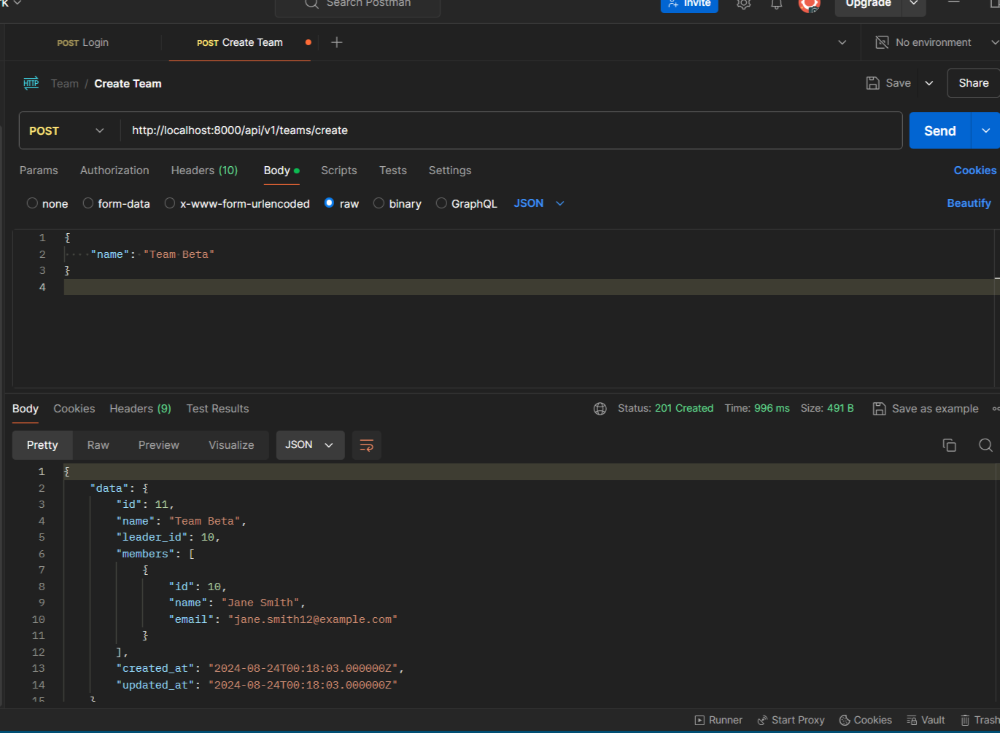 Search Postman
Invite
Upgrade
POST Login
POST Create Team
No environment
HTTP Team / Create Team
Save
Share
POST
http://localhost:8000/api/v1/teams/create
Send
Params Authorization Headers (10) Body Scripts Tests Settings Cookies
none form-data x-www-form-urlencoded raw binary GraphQL JSON Beautify
1 {
2 "name": "Team Beta"
3 }
4
Body Cookies Headers (9) Test Results Status: 201 Created Time: 996 ms Size: 491 B Save as example
Pretty Raw Preview Visualize JSON
1 {
2 "data": {
3 "id": 11,
4 "name": "Team Beta",
5 "leader_id": 10,
6 "members": [
7 {
8 "id": 10,
9 "name": "Jane Smith",
10 "email": "jane.smith12@example.com"
11 }
12 ],
13 "created_at": "2024-08-24T00:18:03.000000Z",
14 "updated_at": "2024-08-24T00:18:03.000000Z"
15 }
Runner Start Proxy Cookies Vault Trash